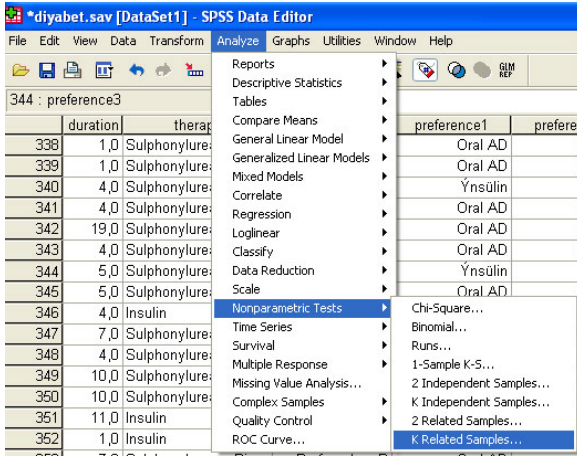 *diyabet.sav [DataSet1] - SPSS Data Editor
File Edit View Data Transform Analyze Graphs Utilities Window Help
GLM REP
344 : preference3
duration therap preference1 prefere
338 1,0 Sulphonylurea Oral AD
339 1,0 Sulphonylurea Oral AD
340 4,0 Sulphonylurea Ýnsülin
341 4,0 Sulphonylurea Oral AD
342 19,0 Sulphonylurea Oral AD
343 4,0 Sulphonylurea Oral AD
344 5,0 Sulphonylurea Ýnsülin
345 5,0 Sulphonylurea Oral AD
346 4,0 Insulin
347 7,0 Sulphonylurea
348 4,0 Sulphonylurea
349 10,0 Sulphonylurea
350 10,0 Sulphonylurea
351 11,0 Insulin
352 1,0 Insulin
Reports
Descriptive Statistics
Tables
Compare Means
General Linear Model
Generalized Linear Models
Mixed Models
Correlate
Regression
Loglinear
Classify
Data Reduction
Scale
Nonparametric Tests
Time Series
Survival
Multiple Response
Missing Value Analysis...
Complex Samples
Quality Control
ROC Curve...
Chi-Square...
Binomial...
Runs...
1-Sample K-S...
2 Independent Samples...
K Independent Samples...
2 Related Samples...
K Related Samples...